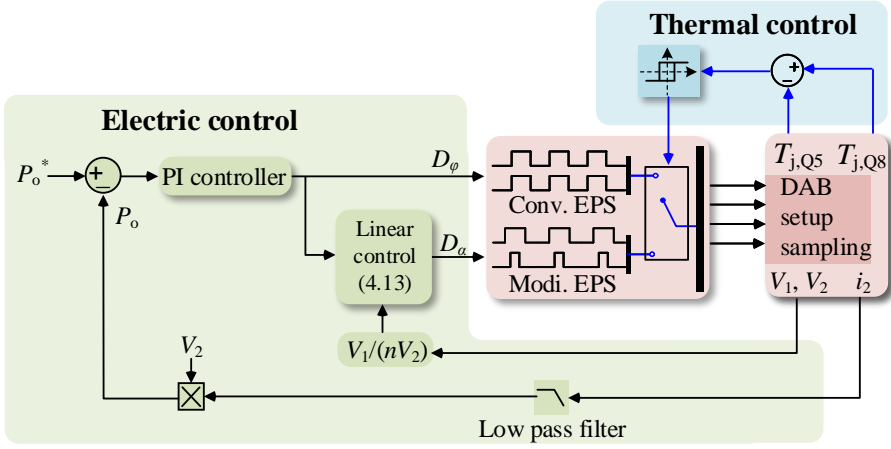 Thermal control
+
−
Electric control
P_o^*
+
−
PI controller
D_φ
P_o
Linear
control
(4.13)
D_α
Conv. EPS
Modi. EPS
T_j,Q5 T_j,Q8
DAB
setup
sampling
V_1, V_2 i_2
V_1/(nV_2)
V_2
Low pass filter